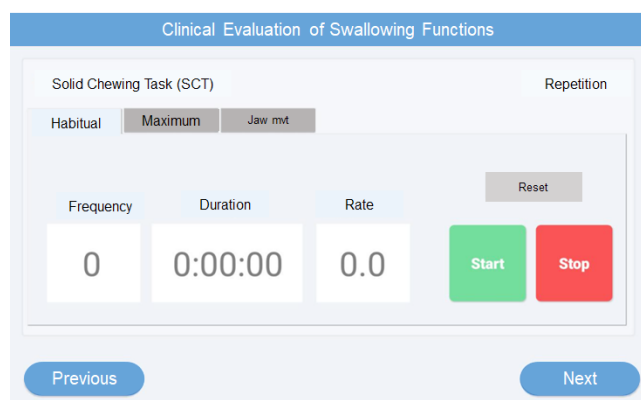 Clinical Evaluation of Swallowing Functions
Solid Chewing Task (SCT) Repetition
Habitual Maximum Jaw mvt
Reset
Frequency Duration Rate
0 0:00:00 0.0 Start Stop
Previous Next